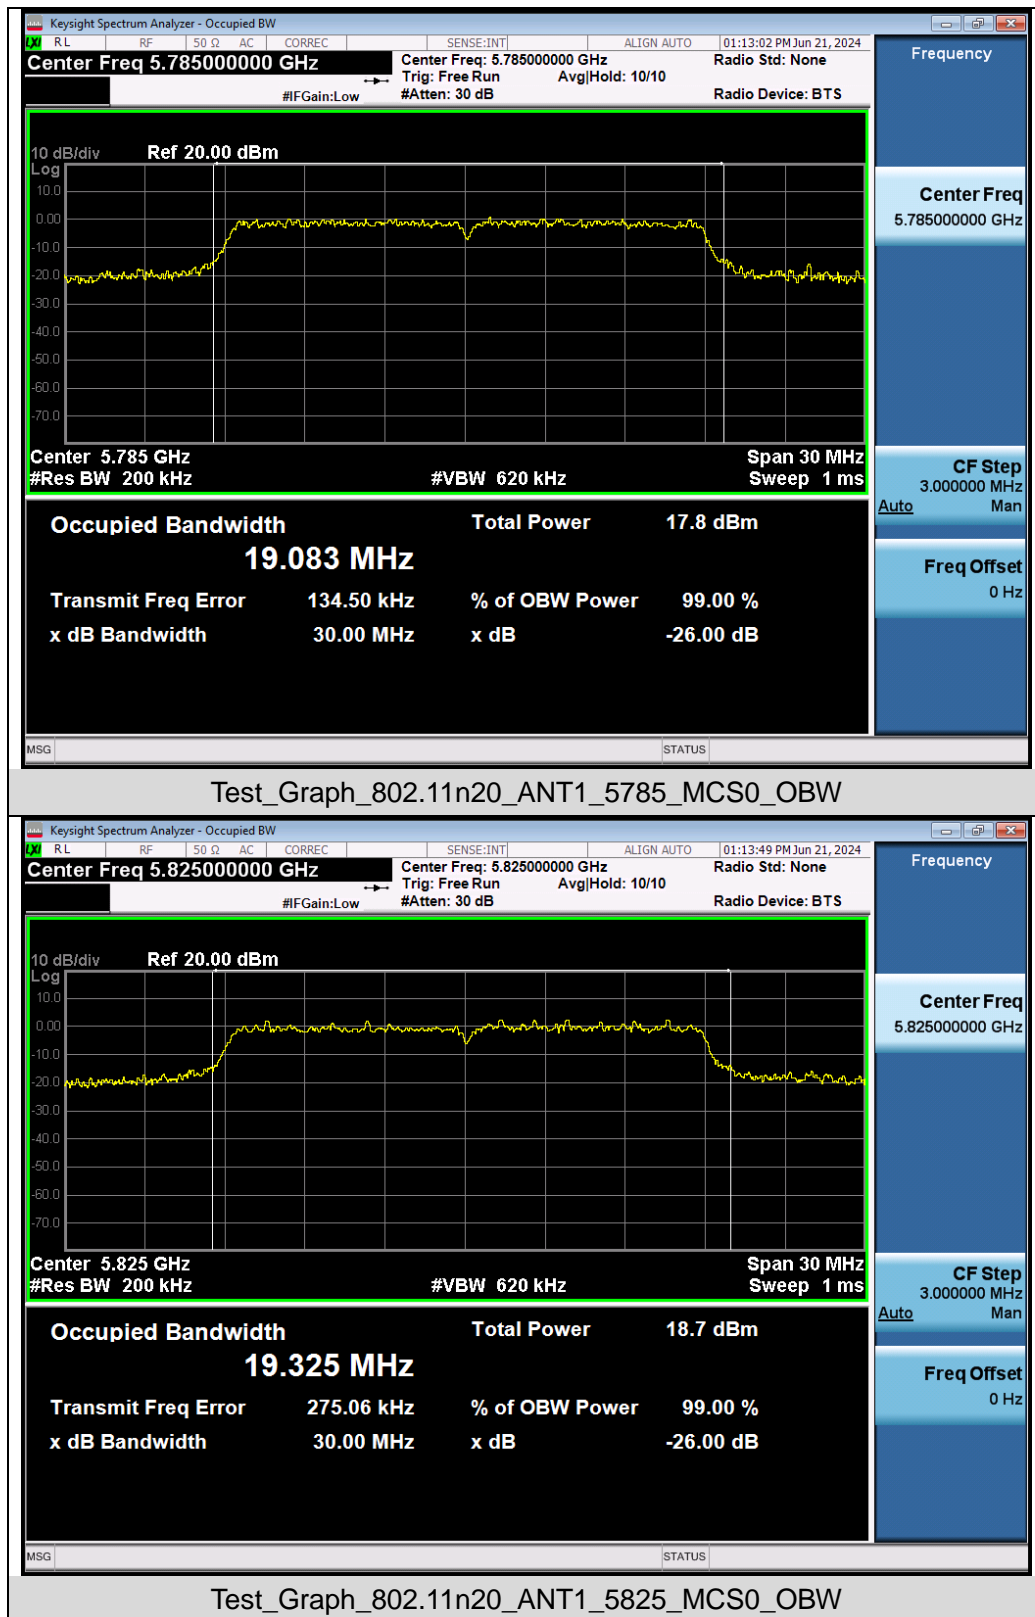 Keysight Spectrum Analyzer - Occupied BW
LXI RL RF 50 Ω AC CORREC SENSE:INT ALIGN AUTO 01:13:02 PM Jun 21, 2024
Center Freq 5.785000000 GHz Center Freq: 5.785000000 GHz Radio Std: None Frequency
Trig: Free Run Avg|Hold: 10/10
#IFGain:Low #Atten: 30 dB Radio Device: BTS
10 dB/div Ref 20.00 dBm
Log
10.0
0.00
-10.0
-20.0
-30.0
-40.0
-50.0
-60.0
-70.0
Center Freq
5.785000000 GHz
Center 5.785 GHz Span 30 MHz
#Res BW 200 kHz #VBW 620 kHz Sweep 1 ms
CF Step
3.000000 MHz
Auto Man
Occupied Bandwidth Total Power 17.8 dBm
19.083 MHz
Freq Offset
0 Hz
Transmit Freq Error 134.50 kHz % of OBW Power 99.00 %
x dB Bandwidth 30.00 MHz x dB -26.00 dB
MSG STATUS
Test_Graph_802.11n20_ANT1_5785_MCS0_OBW
Keysight Spectrum Analyzer - Occupied BW
LXI RL RF 50 Ω AC CORREC SENSE:INT ALIGN AUTO 01:13:49 PM Jun 21, 2024
Center Freq 5.825000000 GHz Center Freq: 5.825000000 GHz Radio Std: None Frequency
Trig: Free Run Avg|Hold: 10/10
#IFGain:Low #Atten: 30 dB Radio Device: BTS
10 dB/div Ref 20.00 dBm
Log
10.0
0.00
-10.0
-20.0
-30.0
-40.0
-50.0
-60.0
-70.0
Center Freq
5.825000000 GHz
Center 5.825 GHz Span 30 MHz
#Res BW 200 kHz #VBW 620 kHz Sweep 1 ms
CF Step
3.000000 MHz
Auto Man
Occupied Bandwidth Total Power 18.7 dBm
19.325 MHz
Freq Offset
0 Hz
Transmit Freq Error 275.06 kHz % of OBW Power 99.00 %
x dB Bandwidth 30.00 MHz x dB -26.00 dB
MSG STATUS
Test_Graph_802.11n20_ANT1_5825_MCS0_OBW